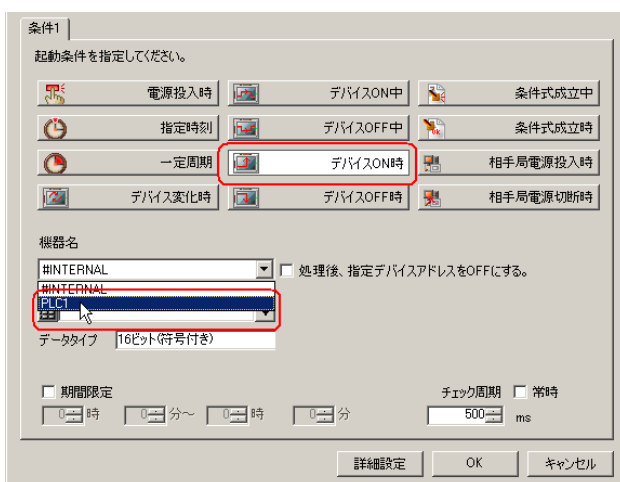 条件1
起動条件を指定してください。
電源投入時 デバイスON中 条件式成立中
指定時刻 デバイスOFF中 条件式成立時
一定周期 デバイスON時 相手局電源投入時
デバイス変化時 デバイスOFF時 相手局電源切断時
機器名
#INTERNAL 処理後、指定デバイスアドレスをOFFにする。
#INTERNAL
PLC1
データタイプ 16ビット(符号付き)
期間限定 チェック周期 常時
0時 0分～ 0時 0分 500 ms
詳細設定 OK キャンセル